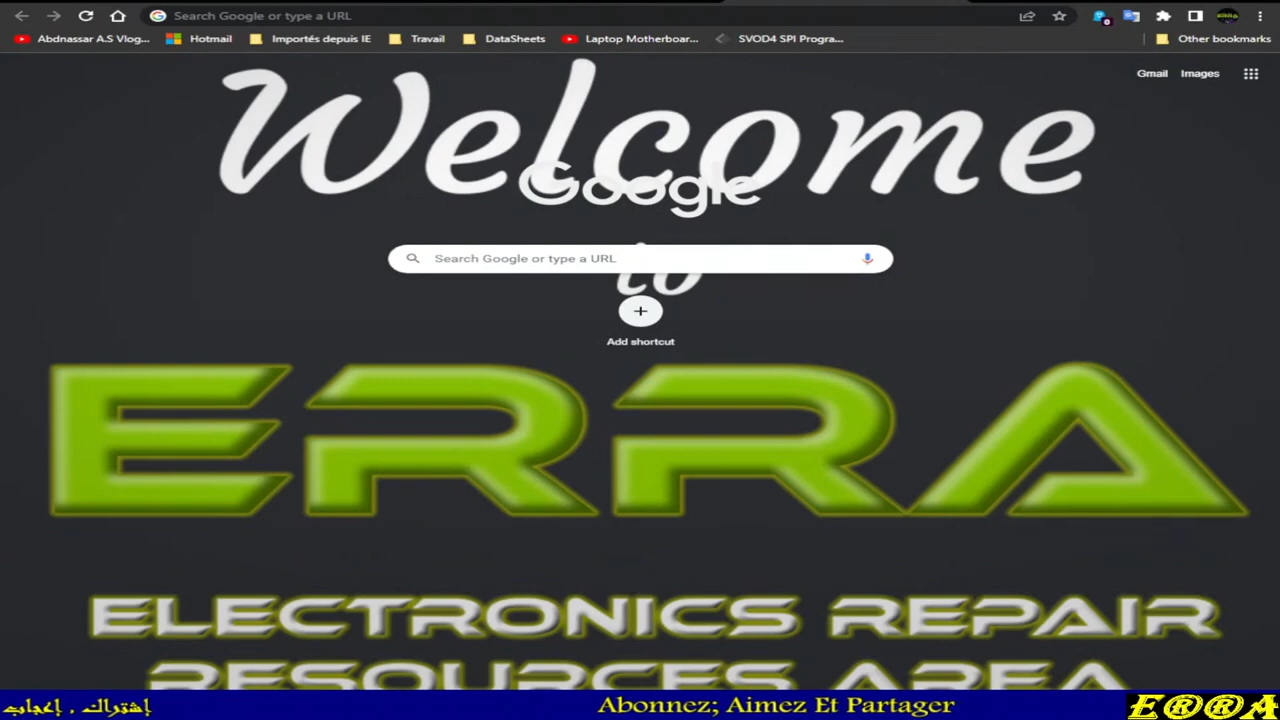 Search Google or type a URL
Abdnassar A.S Vlog... Hotmail Importés depuis IE Travail DataSheets Laptop Motherboar... SVOD4 SPI Progra... Other bookmarks
Gmail Images
Welcome
Google
Search Google or type a URL
to
Add shortcut
ERRA
ELECTRONICS REPAIR
RESOURCES AREA
إشتراك , إعجاب Abonnez; Aimez Et Partager ERRA